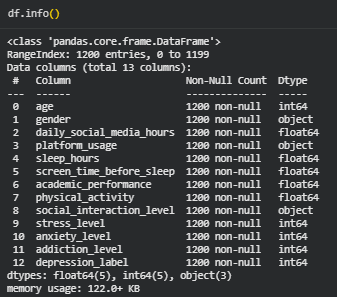 df.info()
<class 'pandas.core.frame.DataFrame'>
RangeIndex: 1200 entries, 0 to 1199
Data columns (total 13 columns):
 #   Column                    Non-Null Count  Dtype
---  ------                    --------------  -----
 0   age                       1200 non-null   int64
 1   gender                    1200 non-null   object
 2   daily_social_media_hours  1200 non-null   float64
 3   platform_usage            1200 non-null   object
 4   sleep_hours               1200 non-null   float64
 5   screen_time_before_sleep  1200 non-null   float64
 6   academic_performance      1200 non-null   float64
 7   physical_activity         1200 non-null   float64
 8   social_interaction_level  1200 non-null   object
 9   stress_level              1200 non-null   int64
 10  anxiety_level             1200 non-null   int64
 11  addiction_level           1200 non-null   int64
 12  depression_label          1200 non-null   int64
dtypes: float64(5), int64(5), object(3)
memory usage: 122.0+ KB